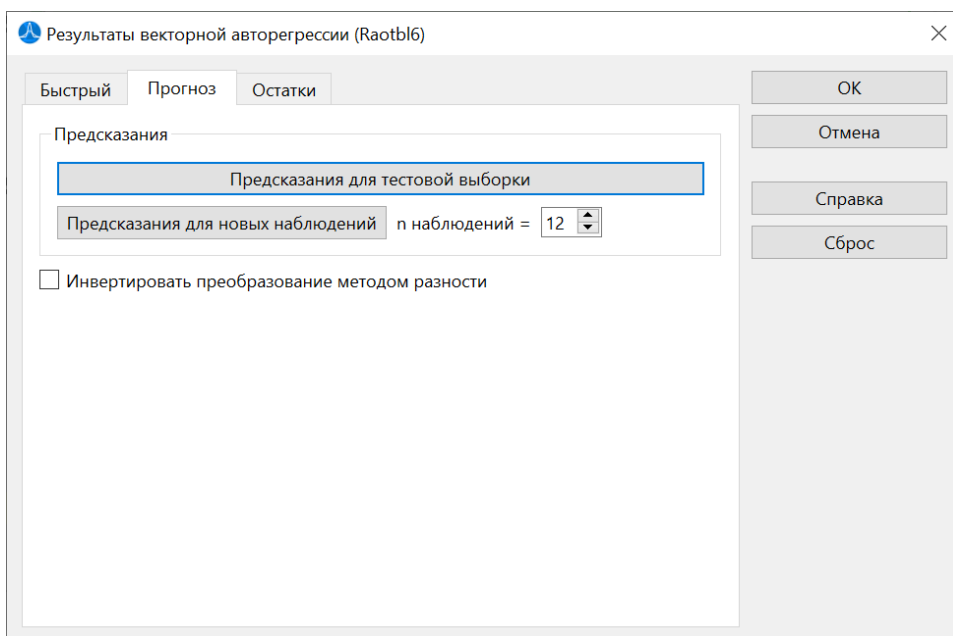 Результаты векторной авторегрессии (Raotbl6)
Быстрый Прогноз Остатки
Предсказания
Предсказания для тестовой выборки
Предсказания для новых наблюдений n наблюдений = 12
Инвертировать преобразование методом разности
OK
Отмена
Справка
Сброс